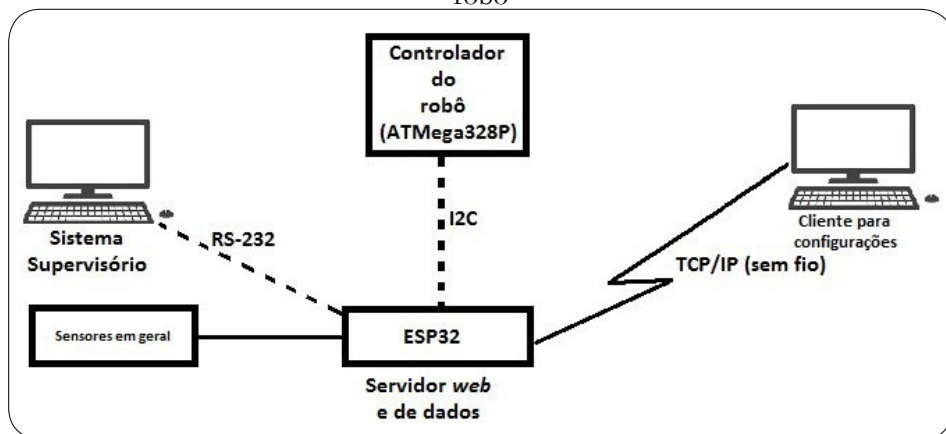 robô
Controlador
do
robô
(ATMega328P)
Sistema
Supervisório
RS-232
I2C
Cliente para
configurações
TCP/IP (sem fio)
Sensores em geral
ESP32
Servidor web
e de dados